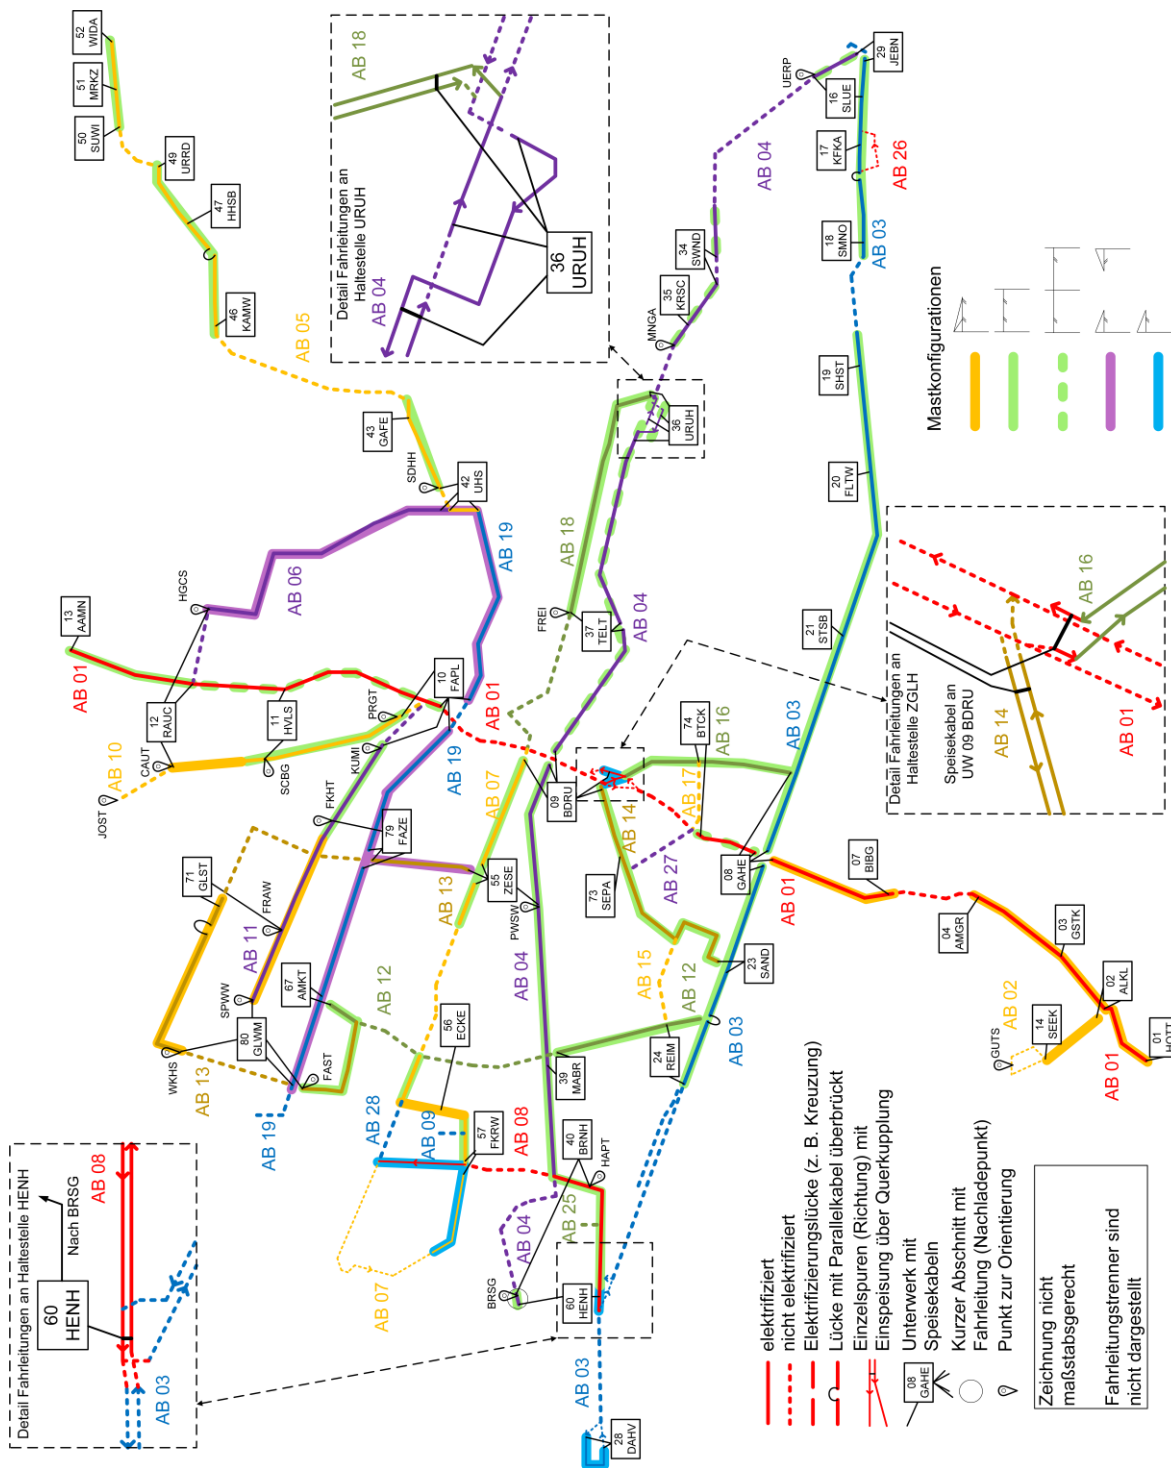 52
WIDA
51
MRKZ
50
SUWI
49
URRD
47
HHSB
46
KAMW
AB 05
43
GAFE
SDHH
42
UHS
Detail Fahrleitungen an
Haltestelle URUH
AB 18
AB 04
36
URUH
UERP
29
JEBN
16
SLUE
17
KFKA
AB 26
18
SMNO
AB 03
AB 04
34
SWND
35
KRSC
MNGA
19
SHST
20
FLTW
36
URUH
Mastkonfigurationen
13
AAMN
AB 01
HGCS
AB 06
AB 19
12
RAUC
11
HVLS
10
FAPL
PRGT
KUMI
CAUT
JOST
AB 10
SCBG
AB 01
AB 19
AB 18
FREI
37
TELT
AB 04
21
STSB
AB 03
74
BTCK
AB 16
AB 17
AB 07
09
BDRU
AB 14
AB 27
73
SEPA
08
GAHE
AB 01
07
BIBG
04
AMGR
03
GSTK
02
ALKL
AB 02
14
SEEK
GUTS
AB 01
01
HOTT
Detail Fahrleitungen an
Haltestelle ZGLH
Speisekabel an
UW 09 BDRU
AB 14
AB 16
AB 01
71
GLST
FKHT
79
FAZE
FRAW
AB 11
SPWW
67
AMKT
80
GLWM
WKHS
AB 13
FAST
AB 19
AB 13
55
ZESE
PWSW
AB 04
AB 12
56
ECKE
AB 15
AB 12
23
SAND
AB 03
24
REIM
39
MABR
AB 28
AB 09
57
FKRW
AB 08
40
BRNH
HAPT
AB 25
AB 04
BRSG
AB 07
60
HENH
AB 03
28
DAHV
Detail Fahrleitungen an Haltestelle HENH
60
HENH
Nach BRSG
AB 08
AB 03
elektrifiziert
nicht elektrifiziert
Elektrifizierungslücke (z. B. Kreuzung)
Lücke mit Parallelkabel überbrückt
Einzelspuren (Richtung) mit
Einspeisung über Querkupplung
08
GAHE
Unterwerk mit
Speisekabeln
Kurzer Abschnitt mit
Fahrleitung (Nachladepunkt)
Punkt zur Orientierung
Zeichnung nicht
maßstabsgerecht
Fahrleitungstrenner sind
nicht dargestellt